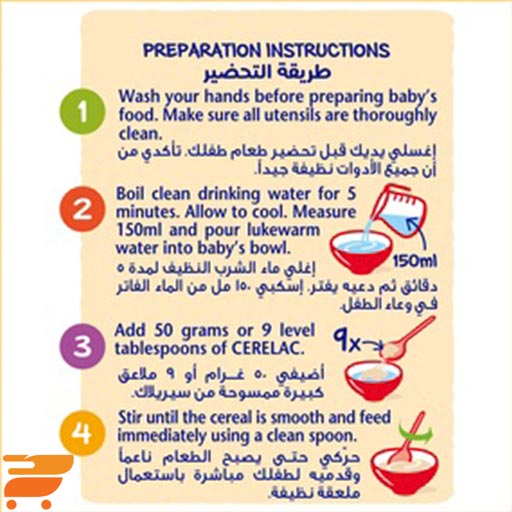 PREPARATION INSTRUCTIONS
طريقة التحضير
1
Wash your hands before preparing baby's
food. Make sure all utensils are thoroughly
clean.
إغسلي يديك قبل تحضير طعام طفلك. تأكدي من
أن جميع الأدوات نظيفة جيداً.
2
Boil clean drinking water for 5
minutes. Allow to cool. Measure
150ml and pour lukewarm
water into baby's bowl.
150ml
إغلي ماء الشرب النظيف لمدة ٥
دقائق ثم دعيه يفتر. إسكبي ١٥٠ مل من الماء الفاتر
في وعاء الطفل.
3
Add 50 grams or 9 level
tablespoons of CERELAC.
9x
أضيفي ٥٠ غرام أو ٩ ملاعق
كبيرة ممسوحة من سيريلاك.
4
Stir until the cereal is smooth and feed
immediately using a clean spoon.
حرّكي حتى يصبح الطعام ناعماً
وقدميه لطفلك مباشرة باستعمال
ملعقة نظيفة.